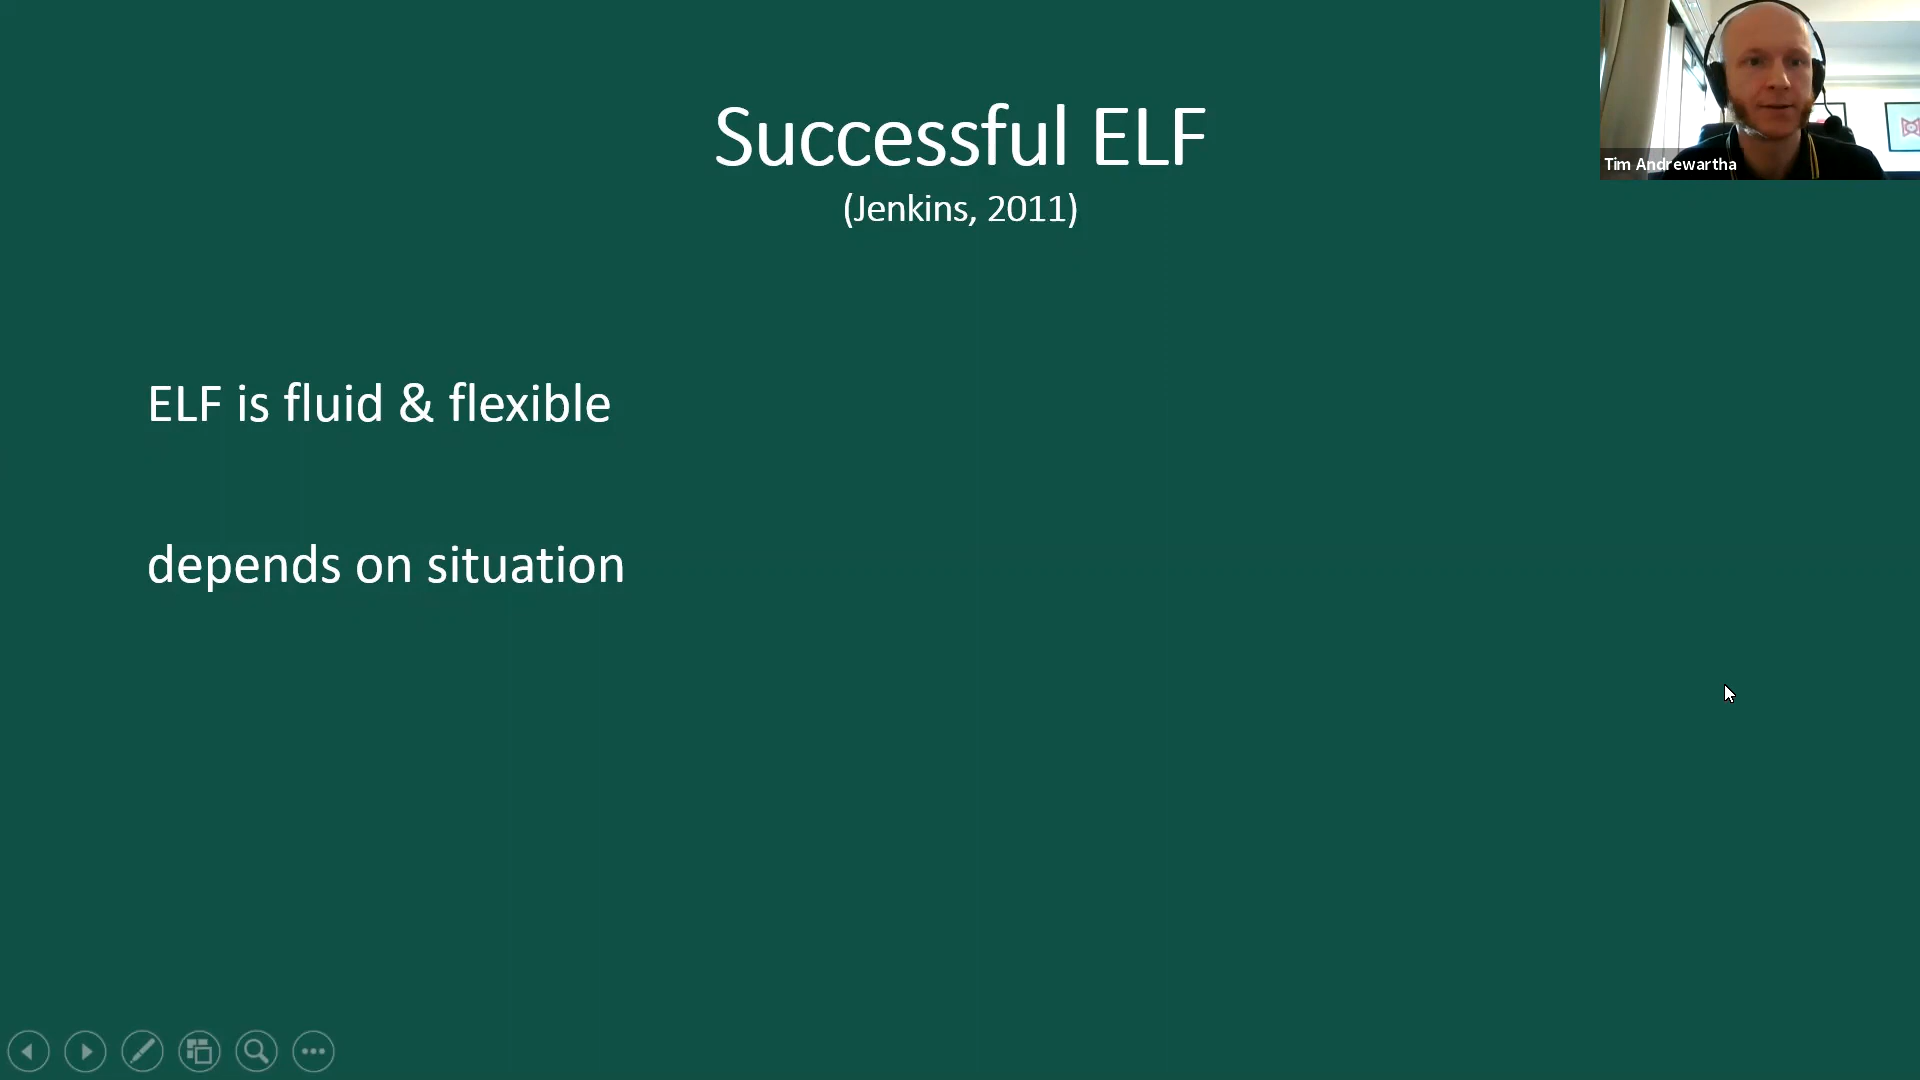 Successful ELF
(Jenkins, 2011)
Tim Andrewartha
ELF is fluid & flexible
depends on situation